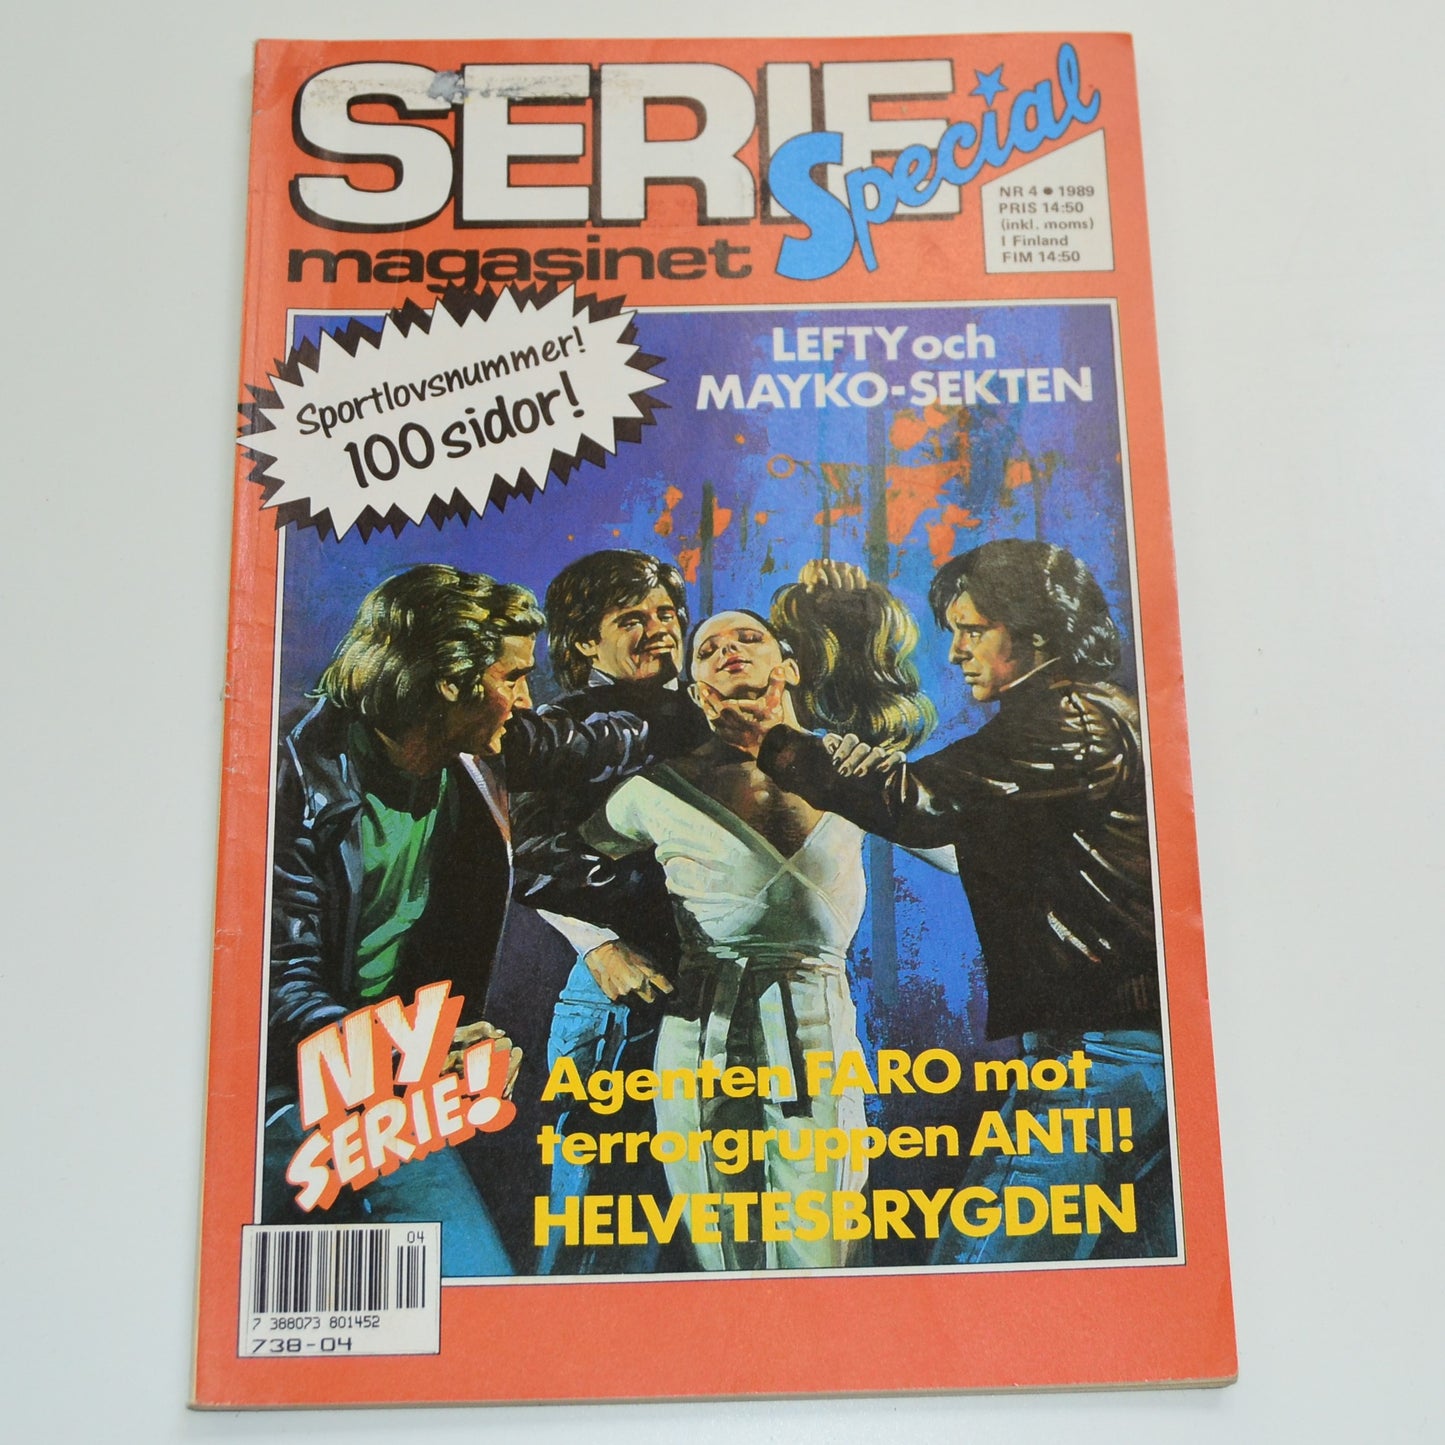 SERIE
Special
magasinet
NR 4 • 1989
PRIS 14:50
(inkl. moms)
I Finland
FIM 14:50
Sportlovsnummer!
100 sidor!
LEFTY och
MAYKO-SEKTEN
NY
SERIE!
Agenten FARO mot
terrorgruppen ANTI!
HELVETESBRYGDEN
04
7 388073 801452
738-04